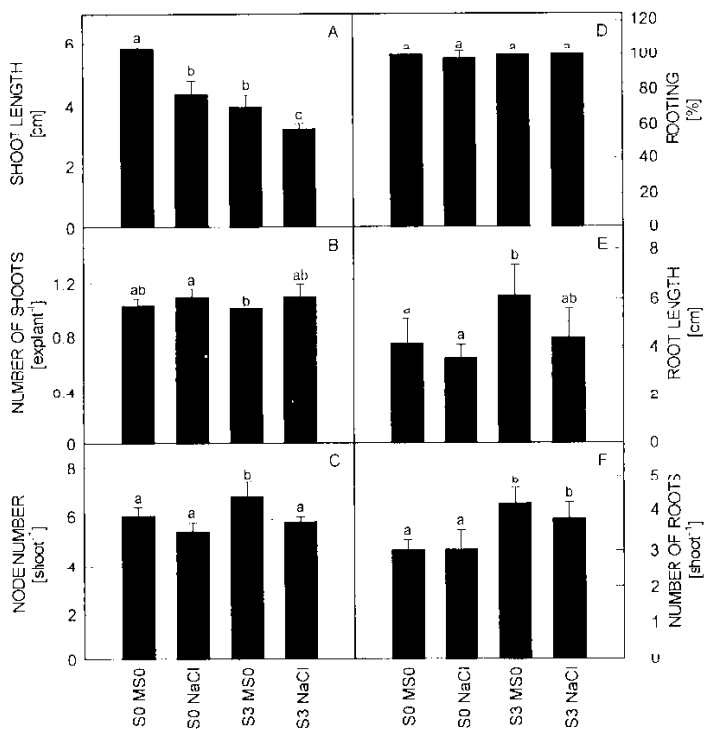 A
SHOOT LENGTH
[cm]
6
4
2
0
a
b
b
c
D
ROOTING
[%]
120
100
80
60
40
20
0
a
a
a
a
B
NUMBER OF SHOOTS
[explant⁻¹]
1.2
0.8
0.4
0
ab
a
b
ab
E
ROOT LENGTH
[cm]
8
6
4
2
0
a
a
b
ab
C
NODE NUMBER
[shoot⁻¹]
8
6
4
2
0
a
a
b
a
F
NUMBER OF ROOTS
[shoot⁻¹]
5
4
3
2
1
0
a
a
b
b
S0 MS0
S0 NaCl
S3 MS0
S3 NaCl
S0 MS0
S0 NaCl
S3 MS0
S3 NaCl